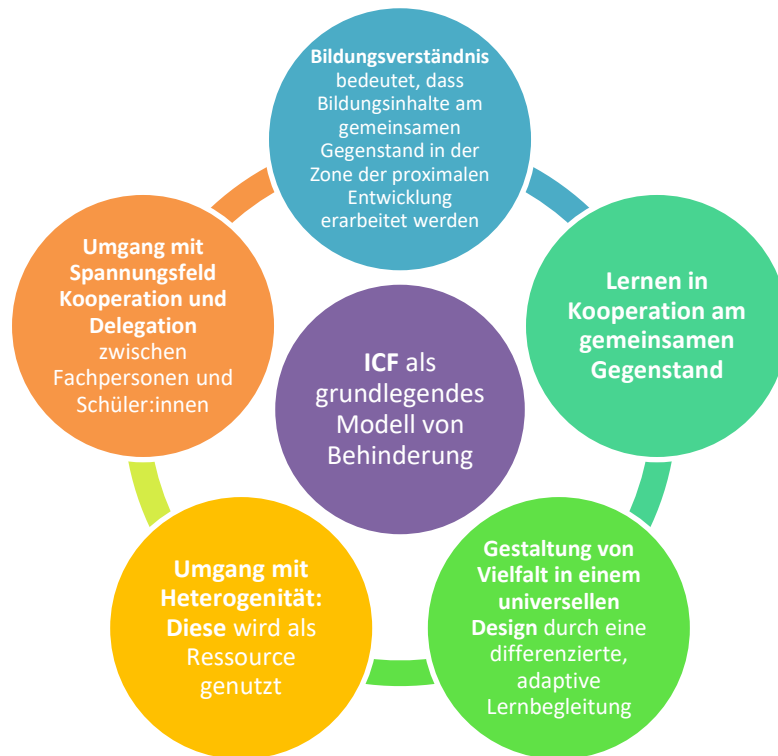 Bildungsverständnis
bedeutet, dass
Bildungsinhalte am
gemeinsamen
Gegenstand in der
Zone der proximalen
Entwicklung
erarbeitet werden
Lernen in
Kooperation am
gemeinsamen
Gegenstand
Gestaltung von
Vielfalt in einem
universellen
Design durch eine
differenzierte,
adaptive
Lernbegleitung
Umgang mit
Heterogenität:
Diese wird als
Ressource
genutzt
Umgang mit
Spannungsfeld
Kooperation und
Delegation
zwischen
Fachpersonen und
Schüler:innen
ICF als
grundlegendes
Modell von
Behinderung